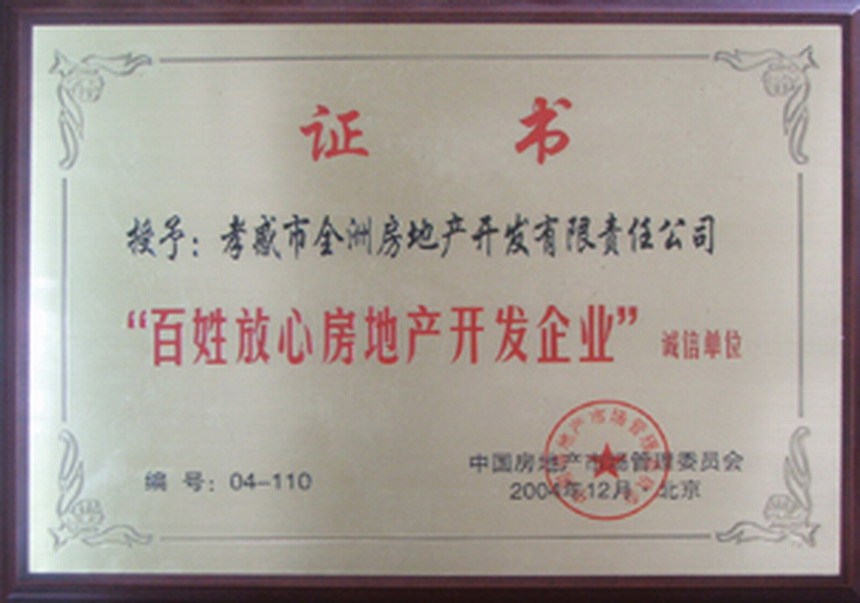 证 书
授予：孝感市全洲房地产开发有限责任公司
“百姓放心房地产开发企业” 诚信单位
编 号：04-110
中国房地产市场管理委员会
2004年12月·北京